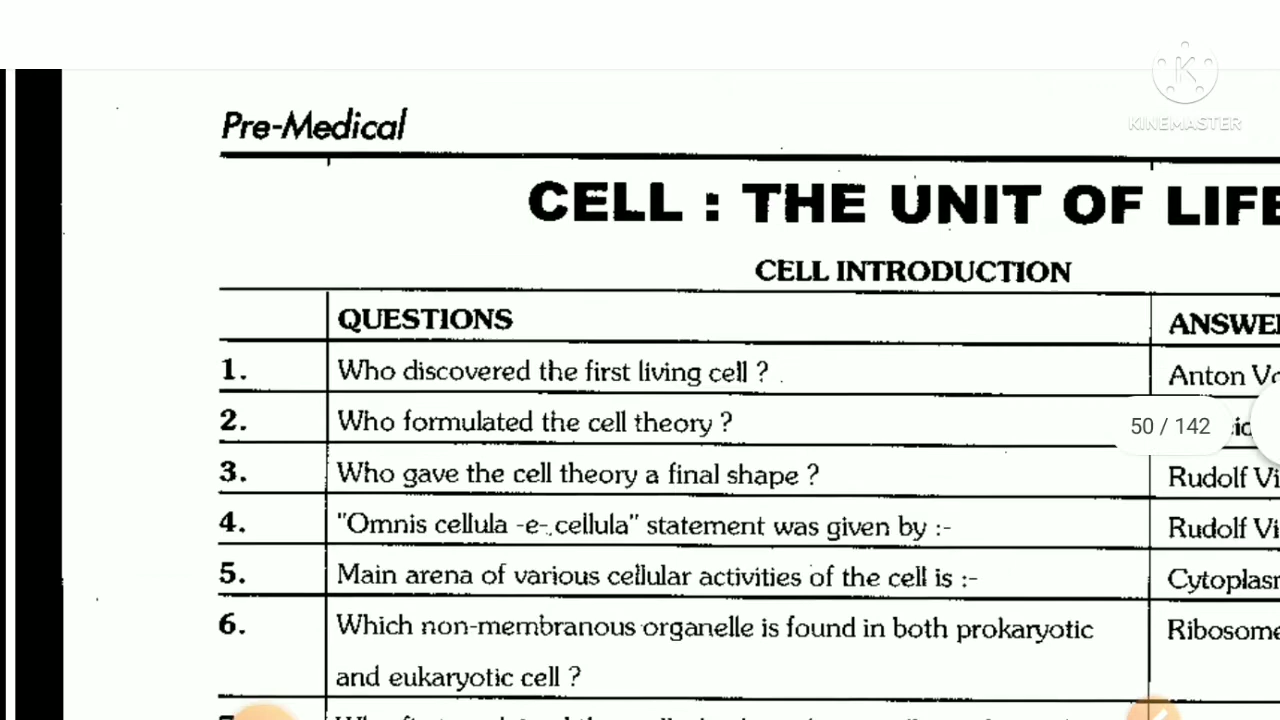 KINEMASTER
Pre-Medical
CELL : THE UNIT OF LIFE
CELL INTRODUCTION
QUESTIONS ANSWE
1. Who discovered the first living cell ? Anton
2. Who formulated the cell theory ?
50 / 142
3. Who gave the cell theory a final shape ? Rudolf Vi
4. "Omnis cellula -e- cellula" statement was given by :- Rudolf Vi
5. Main arena of various cellular activities of the cell is :- Cytoplas
6. Which non-membranous organelle is found in both prokaryotic Ribosome
and eukaryotic cell ?
7.